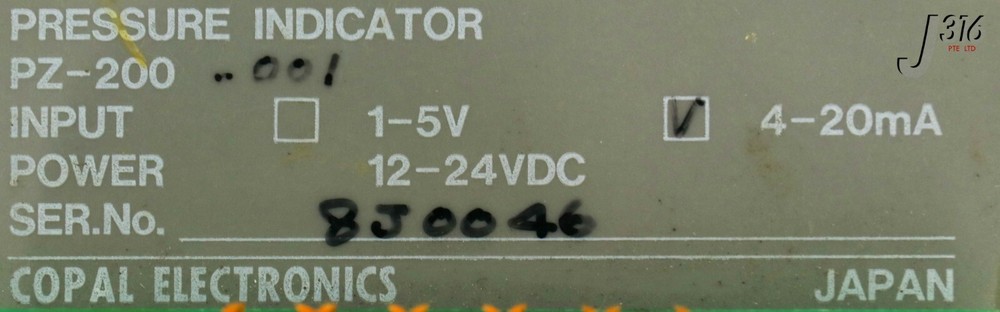 PRESSURE INDICATOR
J316
PTE LTD
PZ-200 -001
INPUT 1-5V V 4-20mA
POWER 12-24VDC
SER.No. 8J0046
COPAL ELECTRONICS JAPAN